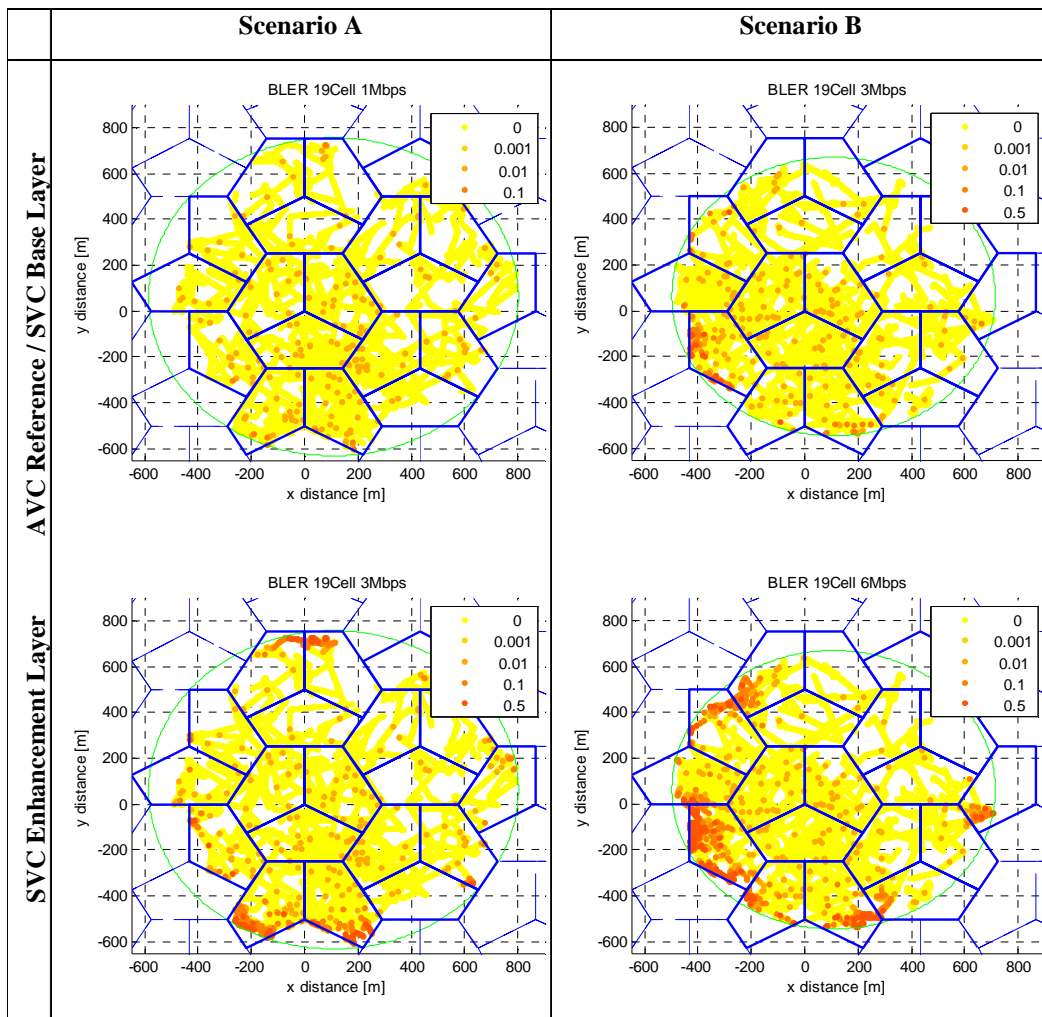 Scenario A
Scenario B
AVC Reference / SVC Base Layer
BLER 19Cell 1Mbps
800
600
400
200
0
-200
-400
-600
y distance [m]
-600 -400 -200 0 200 400 600 800
x distance [m]
0
0.001
0.01
0.1
BLER 19Cell 3Mbps
800
600
400
200
0
-200
-400
-600
y distance [m]
-600 -400 -200 0 200 400 600 800
x distance [m]
0
0.001
0.01
0.1
0.5
SVC Enhancement Layer
BLER 19Cell 3Mbps
800
600
400
200
0
-200
-400
-600
y distance [m]
-600 -400 -200 0 200 400 600 800
x distance [m]
0
0.001
0.01
0.1
0.5
BLER 19Cell 6Mbps
800
600
400
200
0
-200
-400
-600
y distance [m]
-600 -400 -200 0 200 400 600 800
x distance [m]
0
0.001
0.01
0.1
0.5